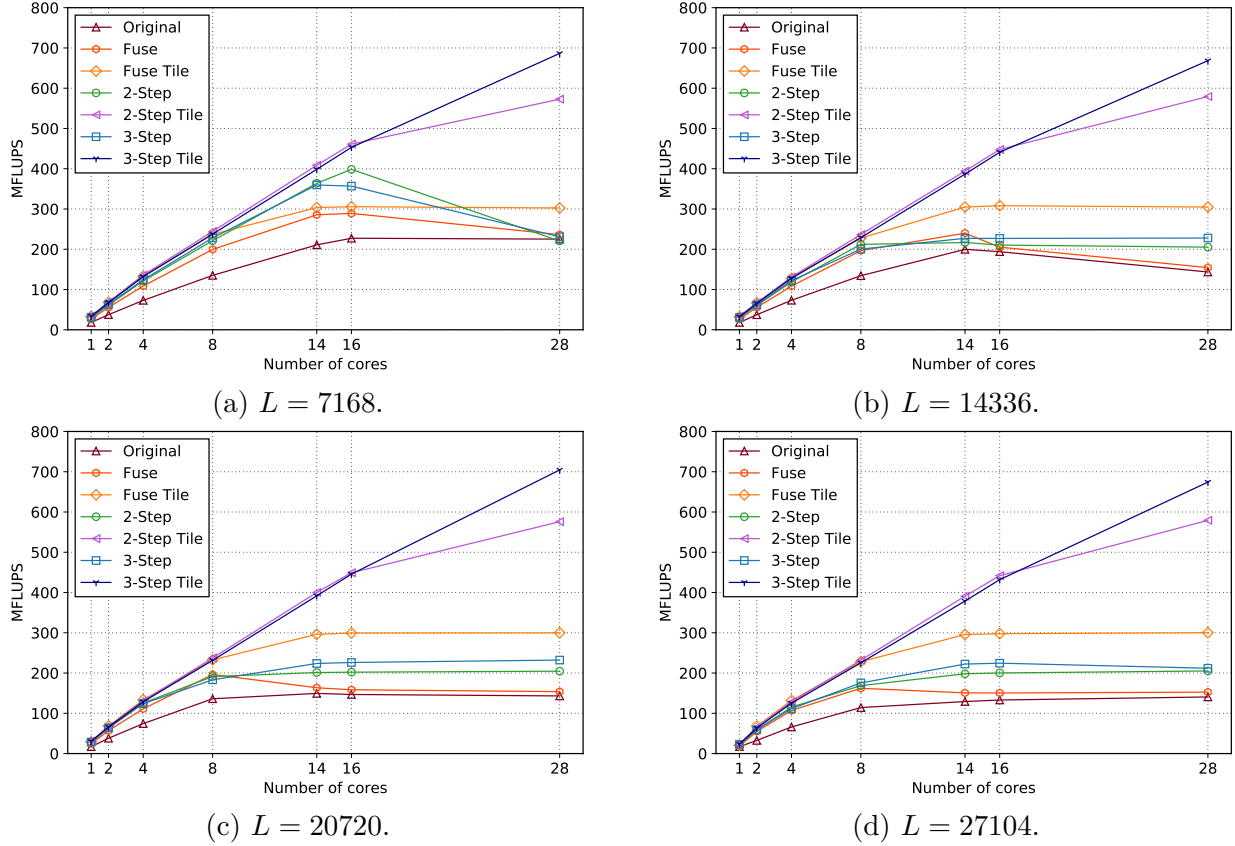 800
700
600
500
400
300
200
100
0
MFLUPS
Original
Fuse
Fuse Tile
2-Step
2-Step Tile
3-Step
3-Step Tile
1 2 4 8 14 16 28
Number of cores
(a) L = 7168.
800
700
600
500
400
300
200
100
0
MFLUPS
Original
Fuse
Fuse Tile
2-Step
2-Step Tile
3-Step
3-Step Tile
1 2 4 8 14 16 28
Number of cores
(b) L = 14336.
800
700
600
500
400
300
200
100
0
MFLUPS
Original
Fuse
Fuse Tile
2-Step
2-Step Tile
3-Step
3-Step Tile
1 2 4 8 14 16 28
Number of cores
(c) L = 20720.
800
700
600
500
400
300
200
100
0
MFLUPS
Original
Fuse
Fuse Tile
2-Step
2-Step Tile
3-Step
3-Step Tile
1 2 4 8 14 16 28
Number of cores
(d) L = 27104.